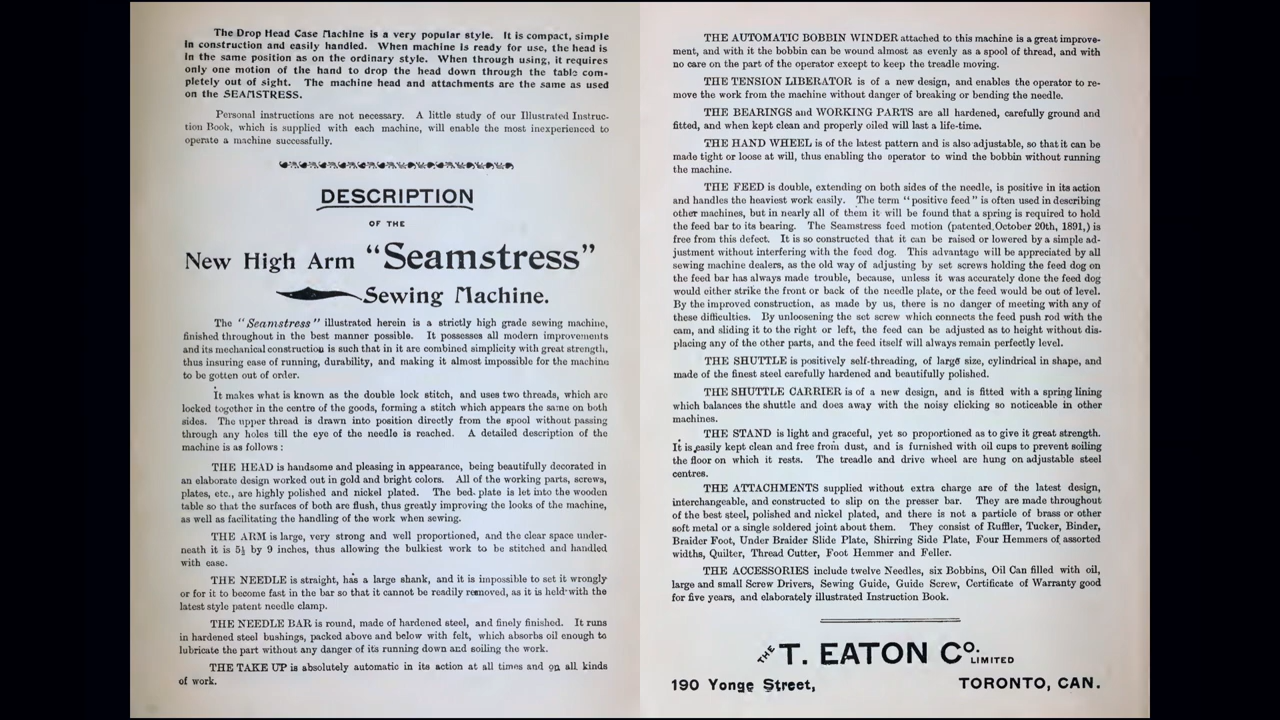 The Drop Head Case Machine is a very popular style. It is compact, simple
in construction and easily handled. When machine is ready for use, the head is
in the same position as on the ordinary style. When through using, it requires
only one motion of the hand to drop the head down through the table com-
pletely out of sight. The machine head and attachments are the same as used
on the SEAMSTRESS.
Personal instructions are not necessary. A little study of our Illustrated Instruc-
tion Book, which is supplied with each machine, will enable the most inexperienced to
operate a machine successfully.
DESCRIPTION
OF THE
New High Arm "Seamstress"
Sewing Machine.
The "Seamstress" illustrated herein is a strictly high grade sewing machine,
finished throughout in the best manner possible. It possesses all modern improvements
and its mechanical construction is such that in it are combined simplicity with great strength,
thus insuring ease of running, durability, and making it almost impossible for the machine
to be gotten out of order.
It makes what is known as the double lock stitch, and uses two threads, which are
locked together in the centre of the goods, forming a stitch which appears the same on both
sides. The upper thread is drawn into position directly from the spool without passing
through any holes till the eye of the needle is reached. A detailed description of the
machine is as follows :
THE HEAD is handsome and pleasing in appearance, being beautifully decorated in
an elaborate design worked out in gold and bright colors. All of the working parts, screws,
plates, etc., are highly polished and nickel plated. The bed-plate is let into the wooden
table so that the surfaces of both are flush, thus greatly improving the looks of the machine,
as well as facilitating the handling of the work when sewing.
THE ARM is large, very strong and well proportioned, and the clear space under-
neath it is 5½ by 9 inches, thus allowing the bulkiest work to be stitched and handled
with ease.
THE NEEDLE is straight, has a large shank, and it is impossible to set it wrongly
or for it to become fast in the bar so that it cannot be readily removed, as it is held with the
latest style patent needle clamp.
THE NEEDLE BAR is round, made of hardened steel, and finely finished. It runs
in hardened steel bushings, packed above and below with felt, which absorbs oil enough to
lubricate the part without any danger of its running down and soiling the work.
THE TAKE UP is absolutely automatic in its action at all times and on all kinds
of work.
THE AUTOMATIC BOBBIN WINDER attached to this machine is a great improve-
ment, and with it the bobbin can be wound almost as evenly as a spool of thread, and with
no care on the part of the operator except to keep the treadle moving.
THE TENSION LIBERATOR is of a new design, and enables the operator to re-
move the work from the machine without danger of breaking or bending the needle.
THE BEARINGS and WORKING PARTS are all hardened, carefully ground and
fitted, and when kept clean and properly oiled will last a life-time.
THE HAND WHEEL is of the latest pattern and is also adjustable, so that it can be
made tight or loose at will, thus enabling the operator to wind the bobbin without running
the machine.
THE FEED is double, extending on both sides of the needle, is positive in its action
and handles the heaviest work easily. The term "positive feed" is often used in describing
other machines, but in nearly all of them it will be found that a spring is required to hold
the feed bar to its bearing. The Seamstress feed motion (patented October 20th, 1891,) is
free from this defect. It is so constructed that it can be raised or lowered by a simple ad-
justment without interfering with the feed dog. This advantage will be appreciated by all
sewing machine dealers, as the old way of adjusting by set screws holding the feed dog on
the feed bar has always made trouble, because, unless it was accurately done the feed dog
would either strike the front or back of the needle plate, or the feed would be out of level.
By the improved construction, as made by us, there is no danger of meeting with any of
these difficulties. By unloosening the set screw which connects the feed push rod with the
cam, and sliding it to the right or left, the feed can be adjusted as to height without dis-
placing any of the other parts, and the feed itself will always remain perfectly level.
THE SHUTTLE is positively self-threading, of large size, cylindrical in shape, and
made of the finest steel carefully hardened and beautifully polished.
THE SHUTTLE CARRIER is of a new design, and is fitted with a spring lining
which balances the shuttle and does away with the noisy clicking so noticeable in other
machines.
THE STAND is light and graceful, yet so proportioned as to give it great strength.
It is easily kept clean and free from dust, and is furnished with oil cups to prevent soiling
the floor on which it rests. The treadle and drive wheel are hung on adjustable steel
centres.
THE ATTACHMENTS supplied without extra charge are of the latest design,
interchangeable, and constructed to slip on the presser bar. They are made throughout
of the best steel, polished and nickel plated, and there is not a particle of brass or other
soft metal or a single soldered joint about them. They consist of Ruffler, Tucker, Binder,
Braider Foot, Under Braider Slide Plate, Shirring Side Plate, Four Hemmers of assorted
widths, Quilter, Thread Cutter, Foot Hemmer and Feller.
THE ACCESSORIES include twelve Needles, six Bobbins, Oil Can filled with oil,
large and small Screw Drivers, Sewing Guide, Guide Screw, Certificate of Warranty good
for five years, and elaborately illustrated Instruction Book.
THE T. EATON CO. LIMITED
190 Yonge Street, TORONTO, CAN.